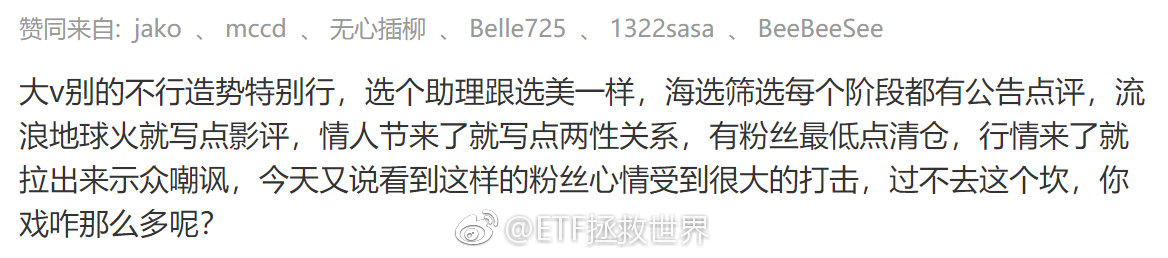 赞同来自: jako 、 mccd 、 无心插柳 、 Belle725 、 1322sasa 、 BeeBeeSee
大v别的不行造势特别行，选个助理跟选美一样，海选筛选每个阶段都有公告点评，流
浪地球火就写点影评，情人节来了就写点两性关系，有粉丝最低点清仓，行情来了就
拉出来示众嘲讽，今天又说看到这样的粉丝心情受到很大的打击，过不去这个坎，你
戏咋那么多呢？
@ETF拯救世界